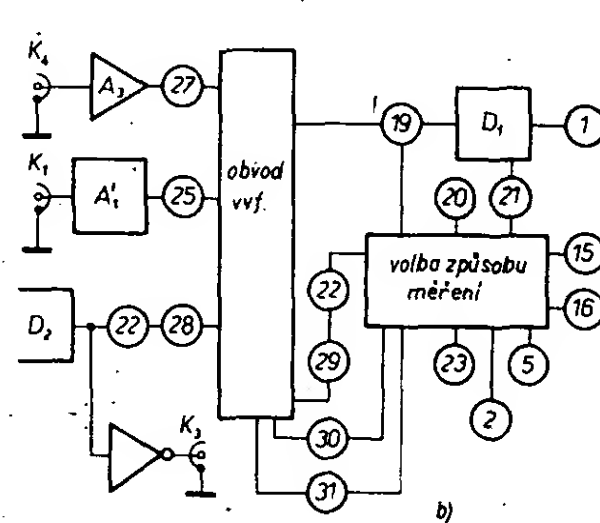 K₄
A₃
27
K₁
A'₁
25
D₂
22
28
K₃
obvod
vvf.
19
D₁
1
20
21
volba způsobu
měření
15
16
22
29
23
5
2
30
31
b)